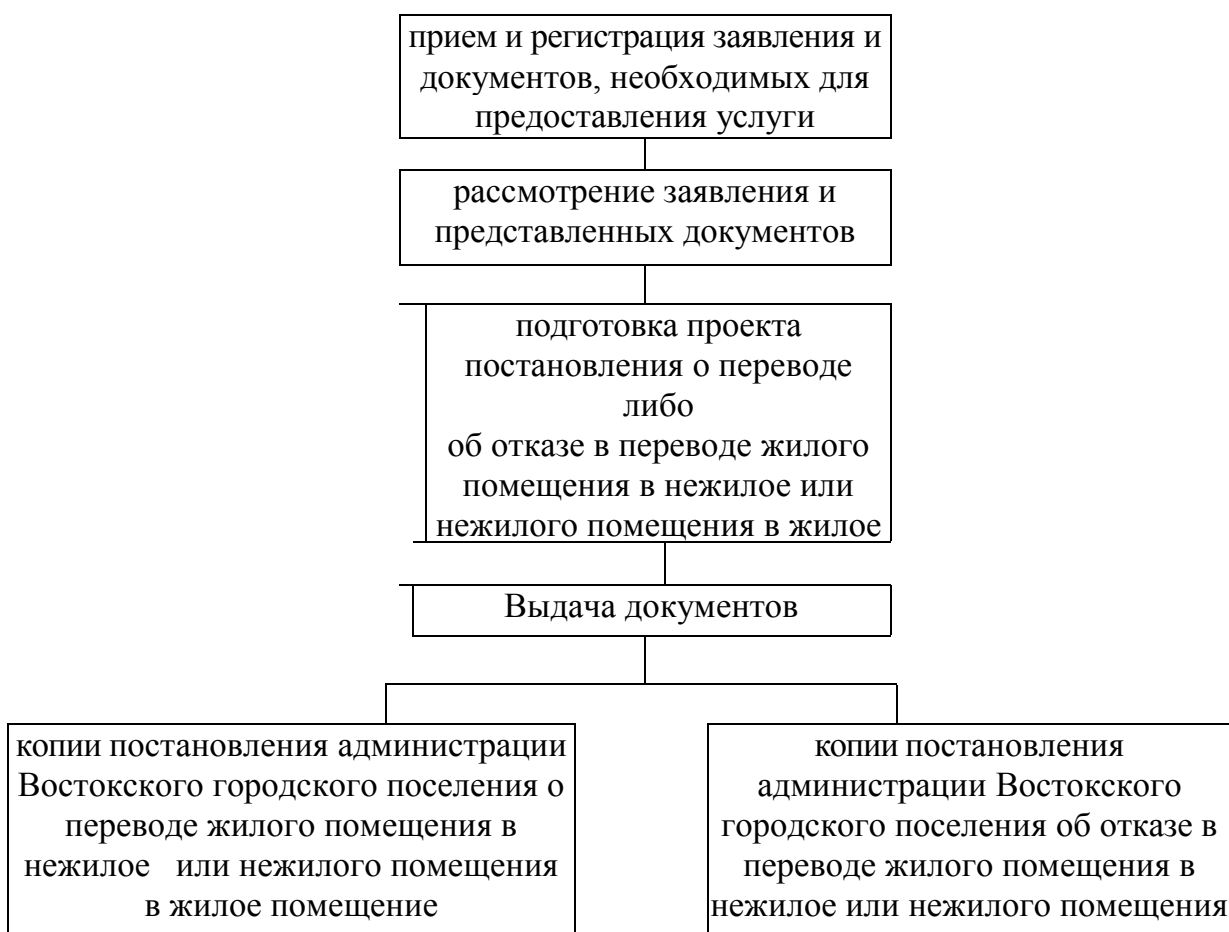 прием и регистрация заявления и
документов, необходимых для
предоставления услуги
рассмотрение заявления и
представленных документов
подготовка проекта
постановления о переводе
либо
об отказе в переводе жилого
помещения в нежилое или
нежилого помещения в жилое
Выдача документов
копии постановления администрации
Востокского городского поселения о
переводе жилого помещения в
нежилое или нежилого помещения
в жилое помещение
копии постановления
администрации Востокского
городского поселения об отказе в
переводе жилого помещения в
нежилое или нежилого помещения